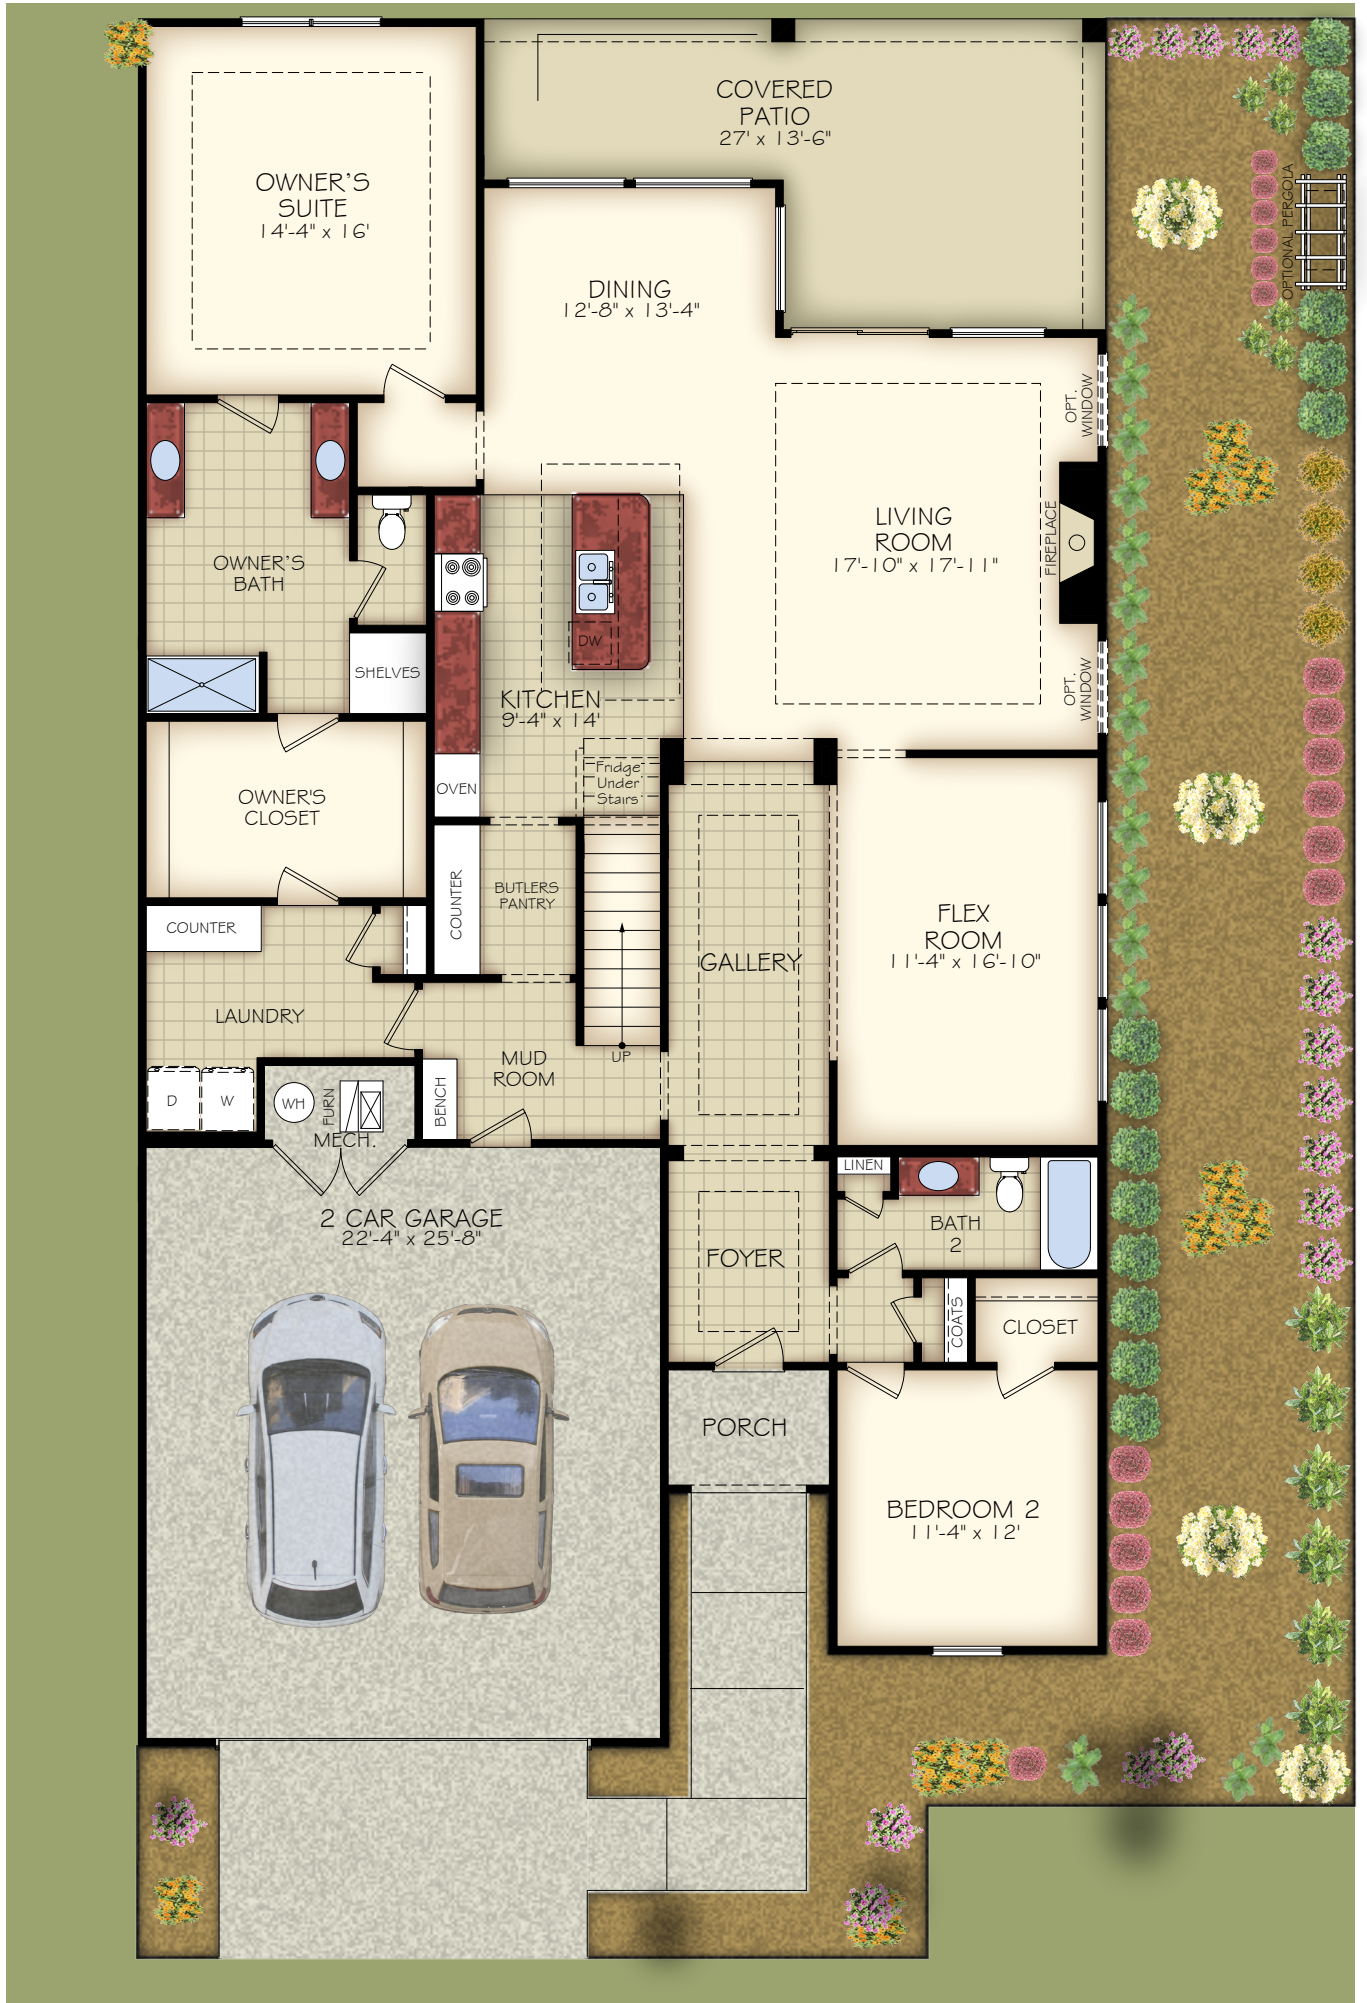 COVERED
PATIO
27' x 13'-6"
OWNER'S
SUITE
14'-4" x 16'
OPTIONAL PERGOLA
DINING
12'-8" x 13'-4"
OPT.
WINDOW
LIVING
ROOM
17'-10" x 17'-11"
FIREPLACE
OWNER'S
BATH
DW
SHELVES
OPT.
WINDOW
KITCHEN
9'-4" x 14'
Fridge
Under
Stairs
OVEN
OWNER'S
CLOSET
COUNTER
BUTLERS
PANTRY
COUNTER
FLEX
ROOM
11'-4" x 16'-10"
GALLERY
LAUNDRY
UP
MUD
ROOM
D
W
WH
FURN
BENCH
MECH.
LINEN
2 CAR GARAGE
22'-4" x 25'-8"
BATH
2
FOYER
COATS
CLOSET
PORCH
BEDROOM 2
11'-4" x 12'